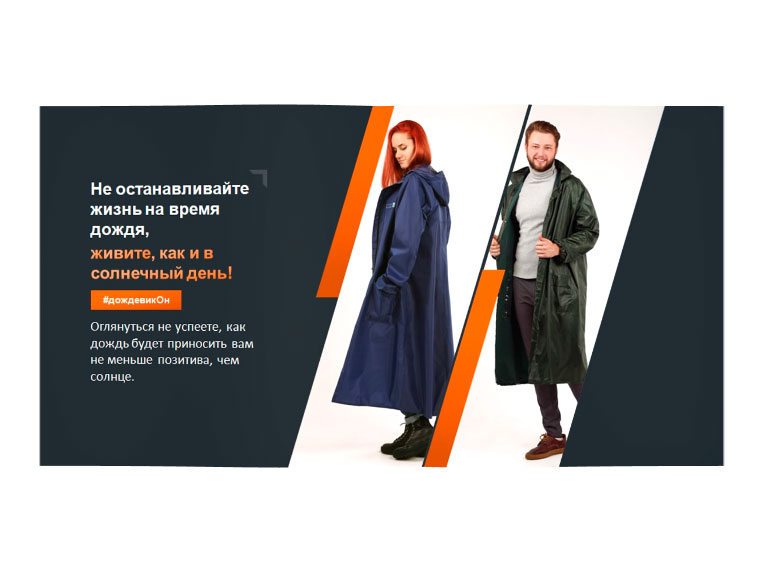 Не останавливайте
жизнь на время
дождя,
живите, как и в
солнечный день!
#дождевикОн
Оглянуться не успеете, как
дождь будет приносить вам
не меньше позитива, чем
солнце.